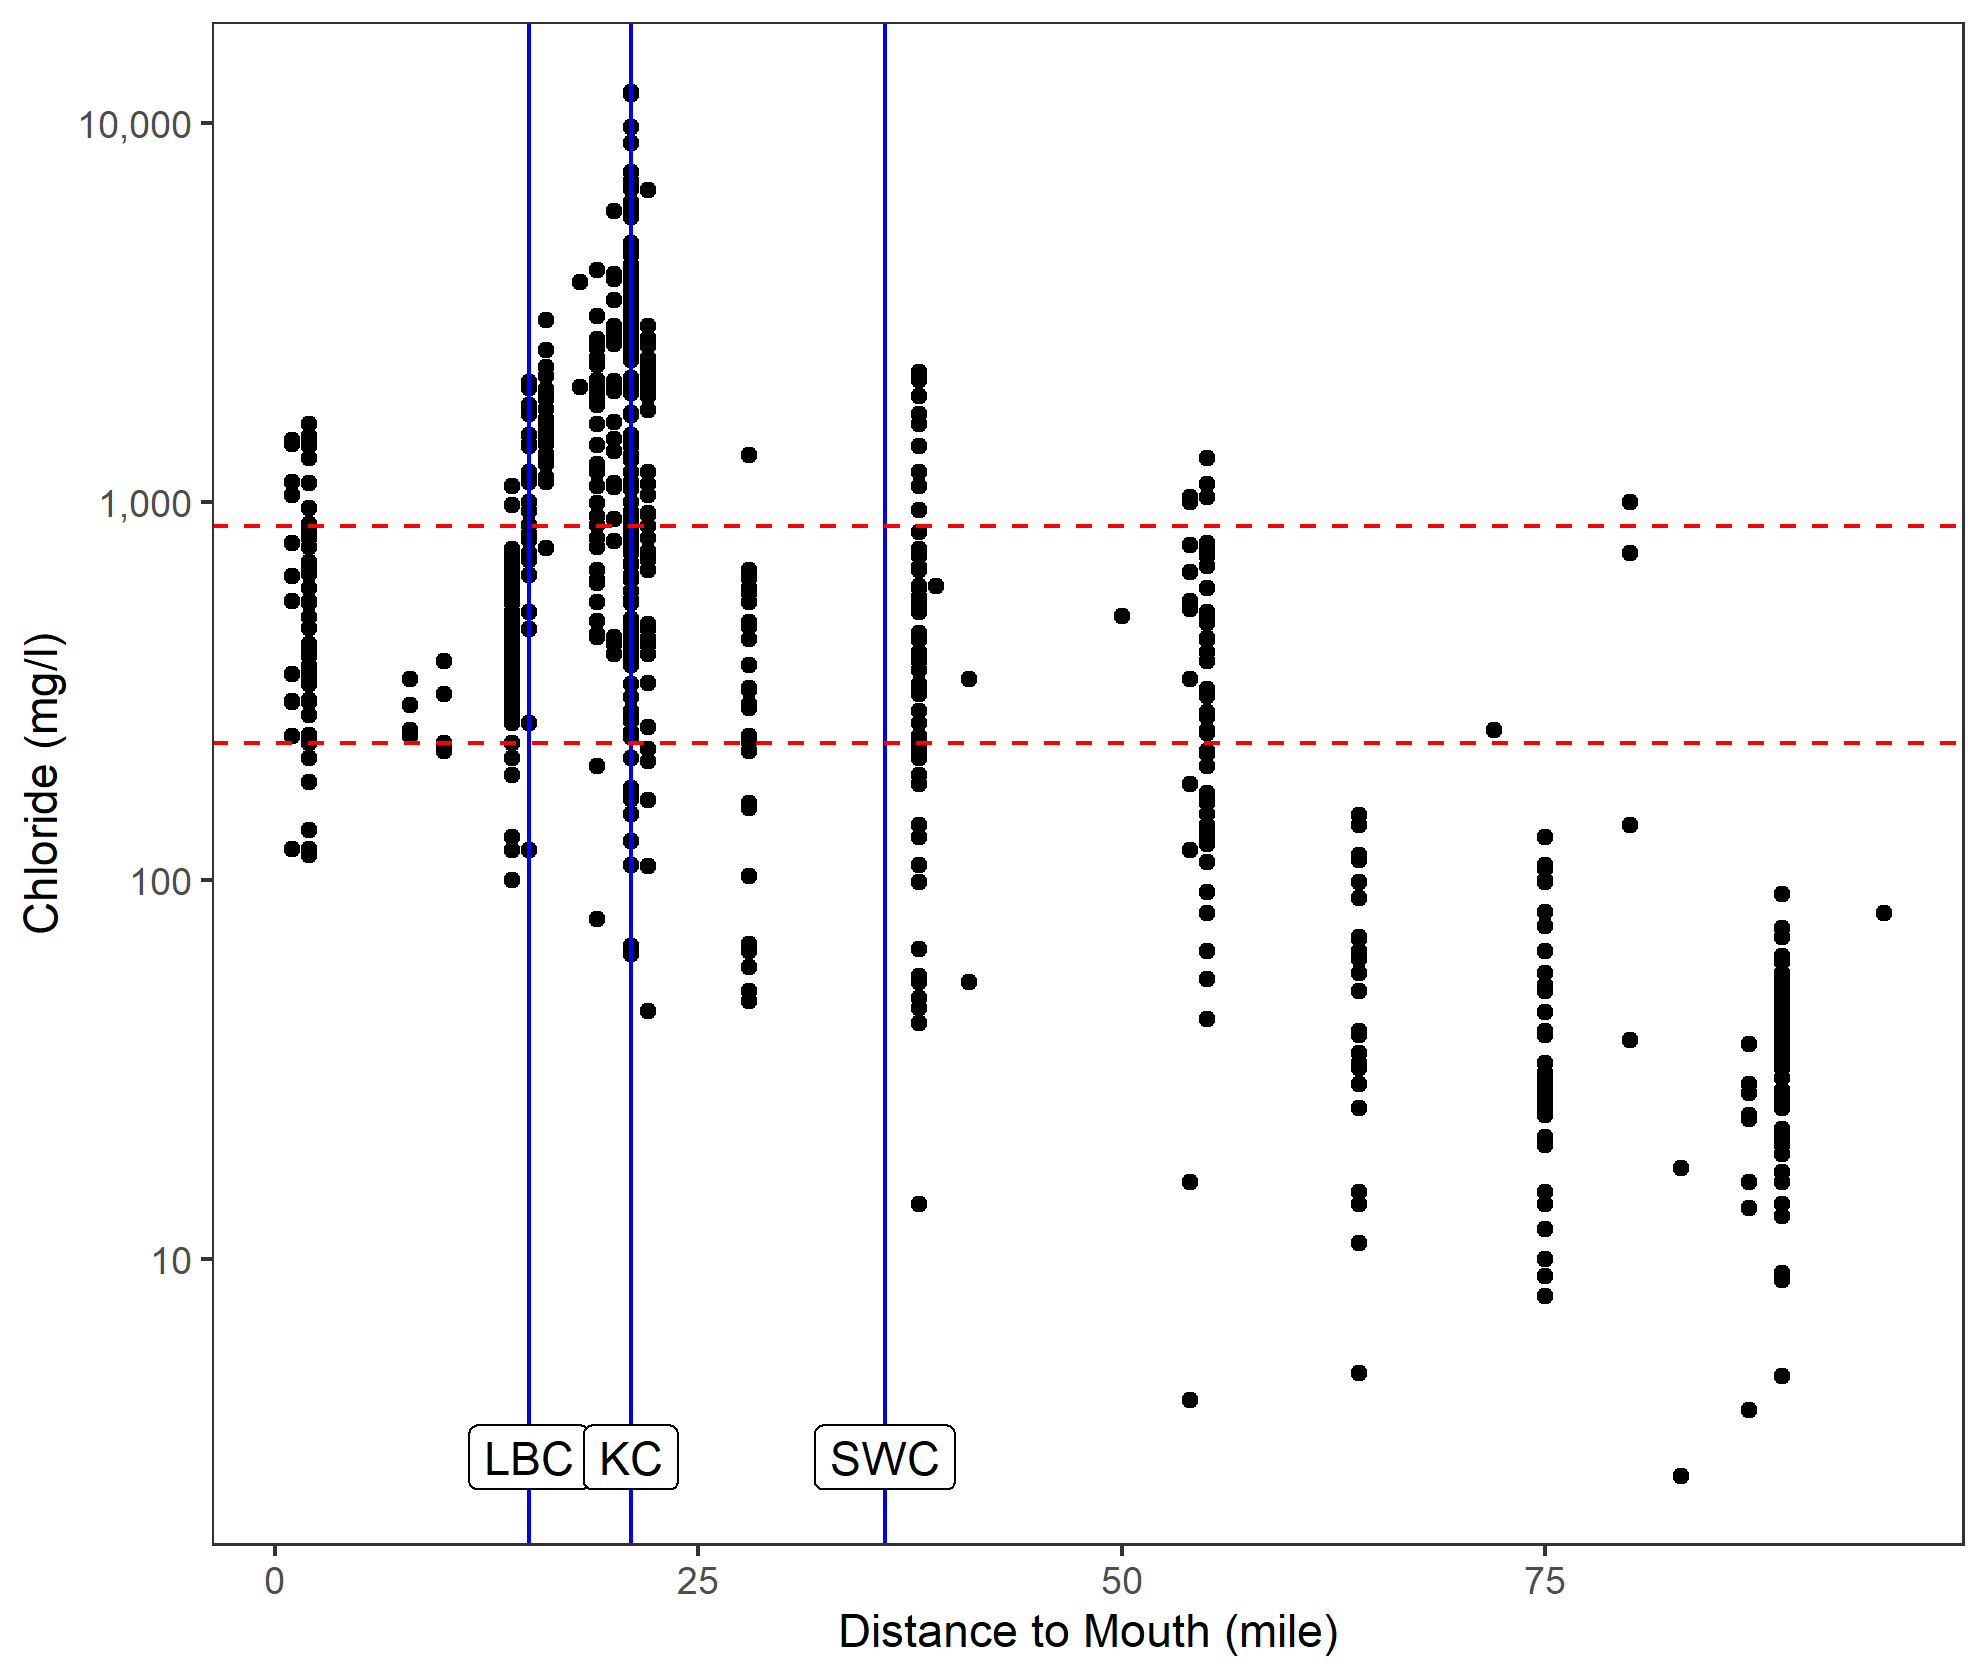 10,000
1,000
100
10
Chloride (mg/l)
LBC
KC
SWC
0
25
50
75
Distance to Mouth (mile)